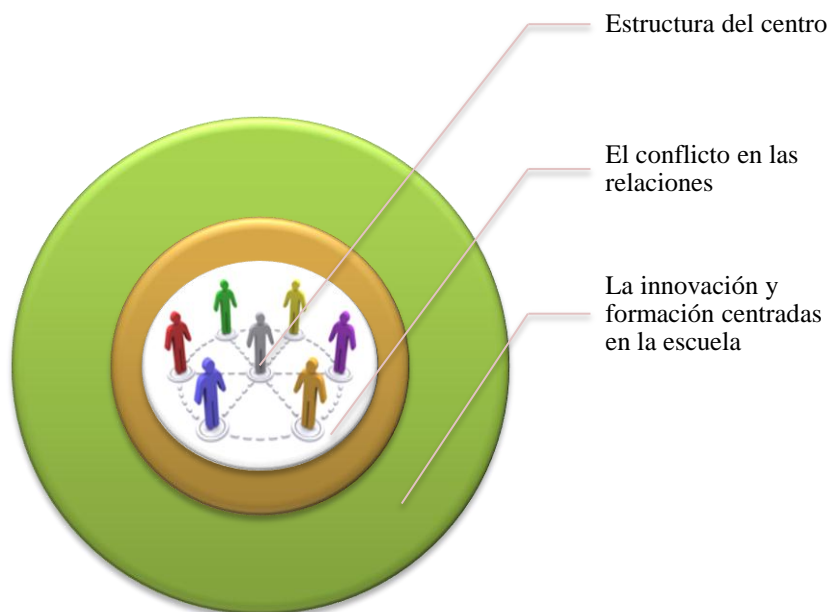 Estructura del centro
El conflicto en las
relaciones
La innovación y
formación centradas
en la escuela